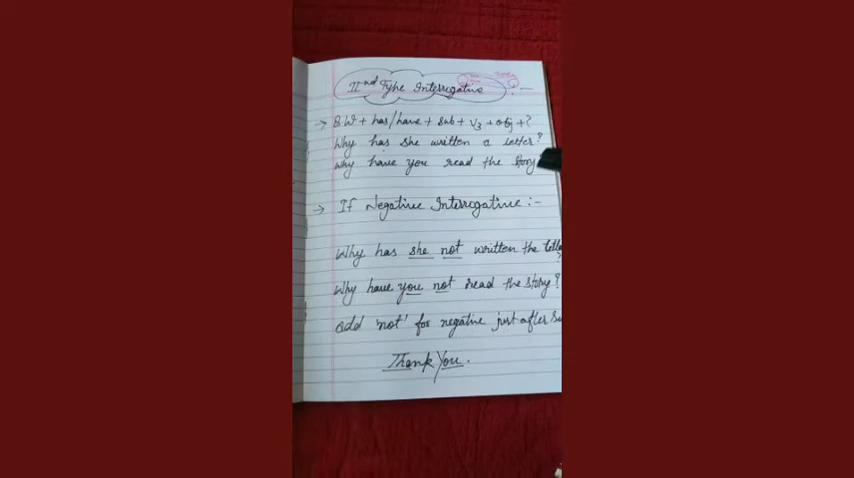 IInd Type Interrogative :-
→ Q.W + has/have + sub + V3 + obj + ?
Why has she written a letter?
Why have you read the story
→ If Negative Interrogative :-
Why has she not written the
Why have you not read the story?
add 'not' for negative just after
Thank You.